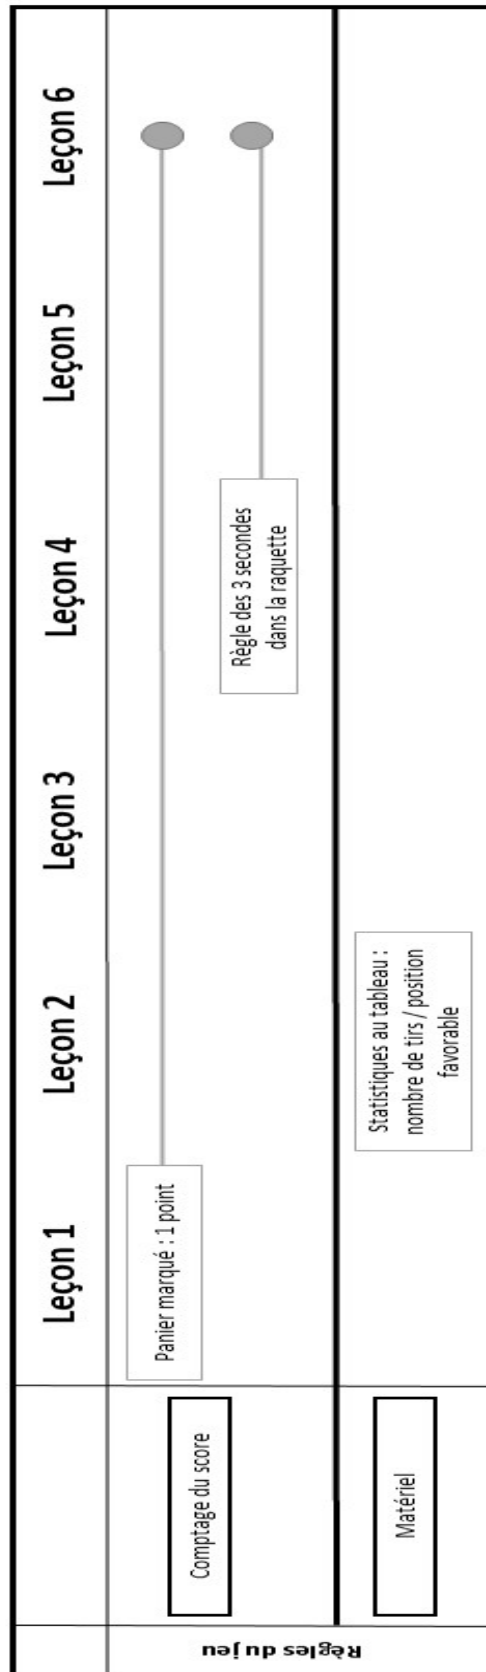 Leçon 1
Leçon 2
Leçon 3
Leçon 4
Leçon 5
Leçon 6
Règles du jeu
Comptage du score
Panier marqué : 1 point
Règle des 3 secondes
dans la raquette
Matériel
Statistiques au tableau :
nombre de tirs / position
favorable